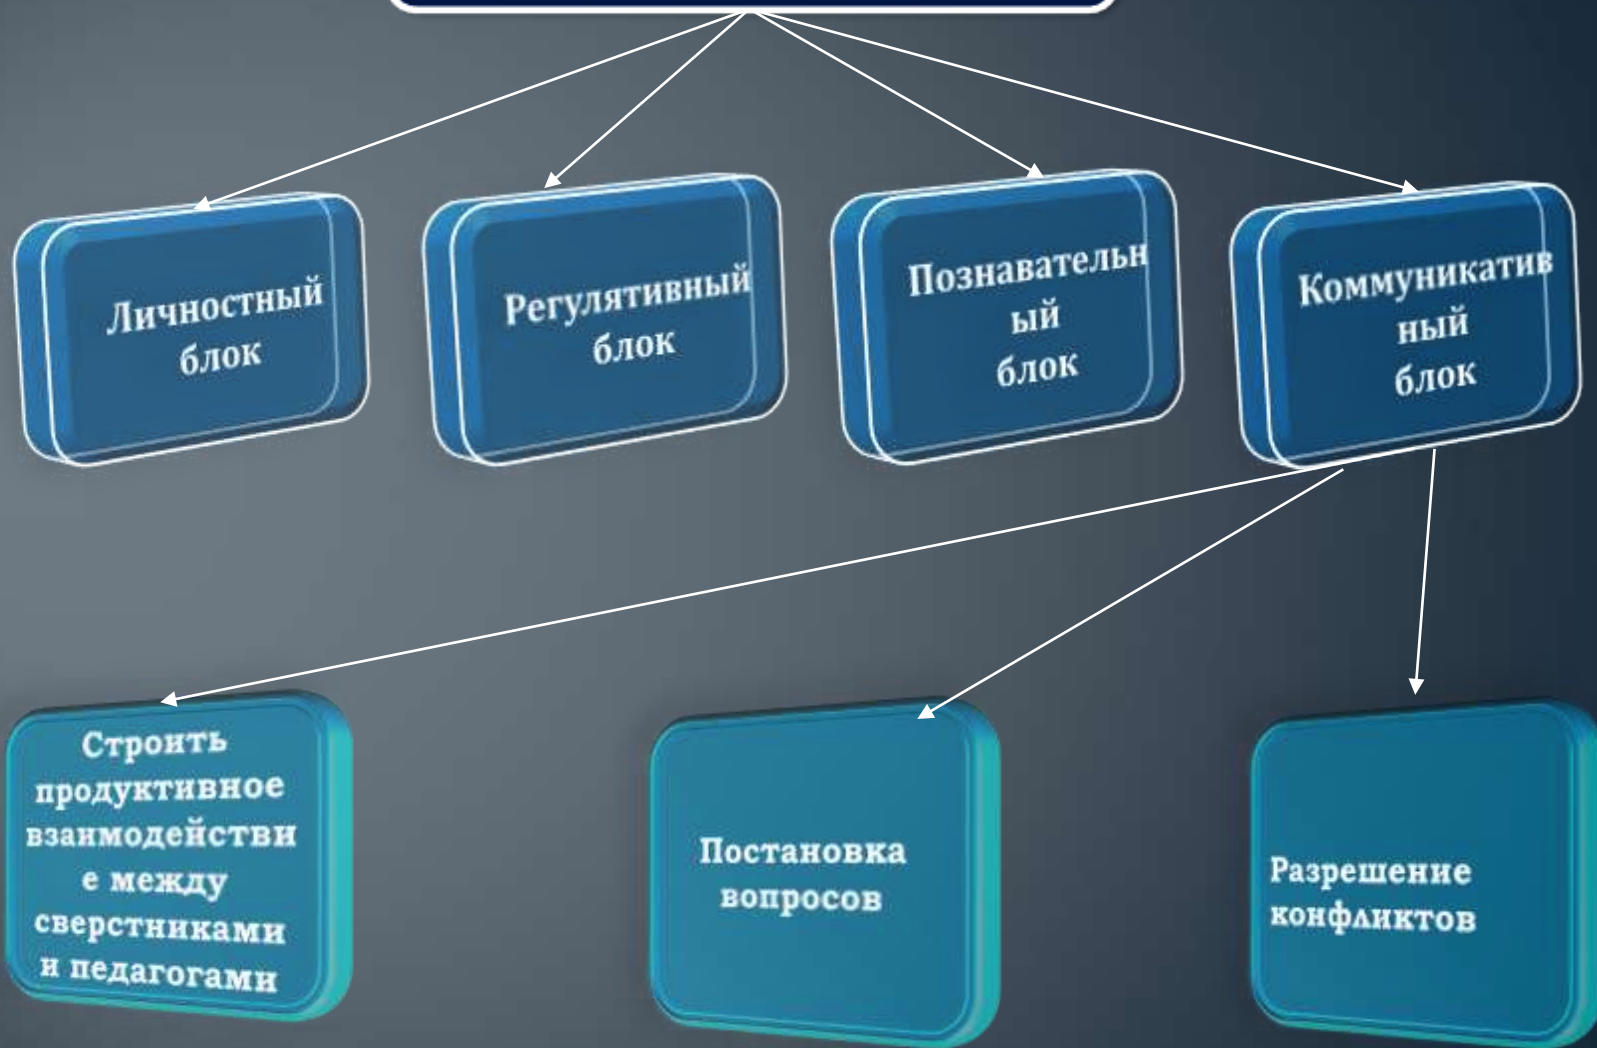 Личностный
блок
Регулятивный
блок
Познавательн
ый
блок
Коммуникатив
ный
блок
Строить
продуктивное
взаимодействи
е между
сверстниками
и педагогами
Постановка
вопросов
Разрешение
конфликтов